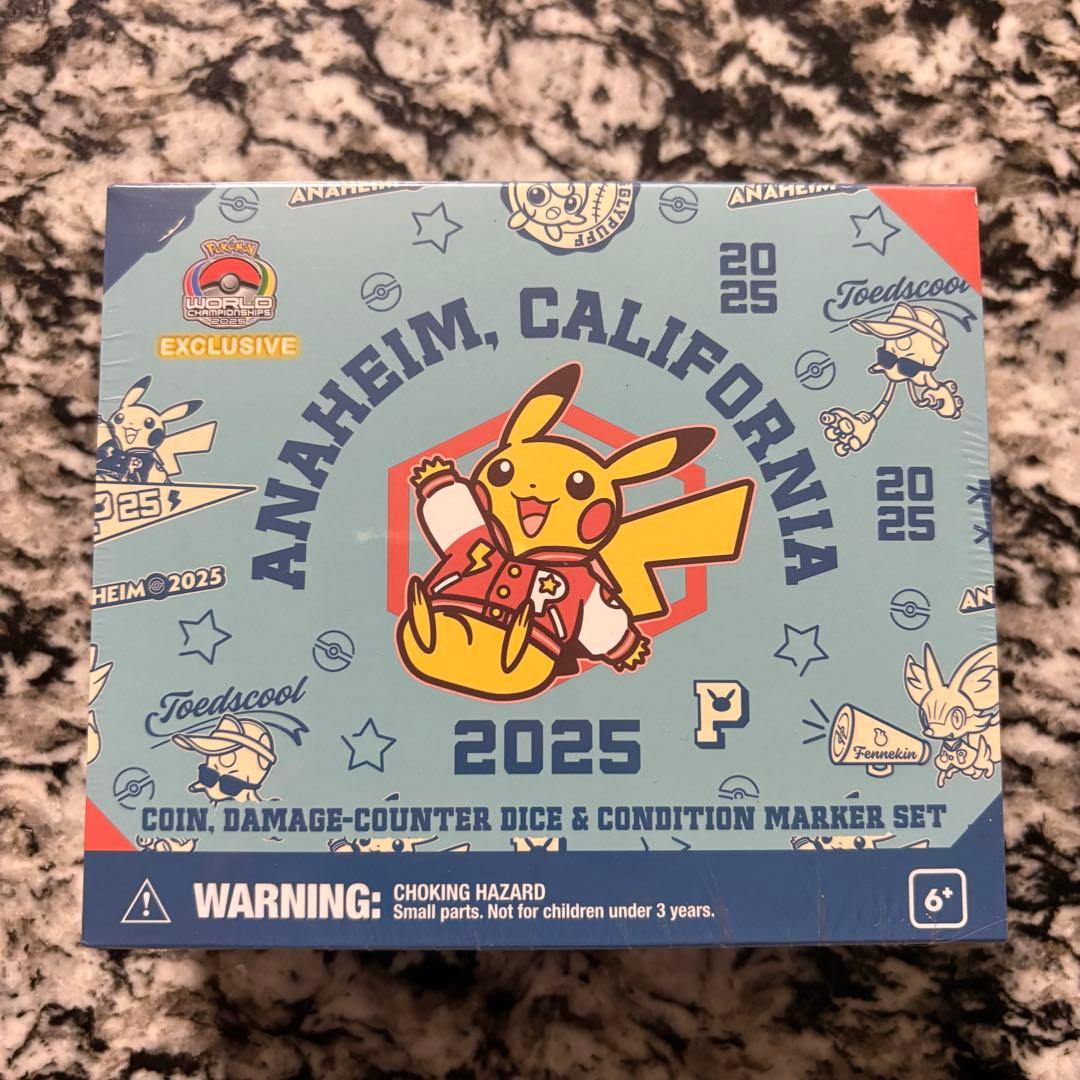 ANAHEIM
GLYPUFF
ANAHEIM
Pokémon
WORLD
CHAMPIONSHIPS
2025
EXCLUSIVE
20
25
Toedscool
ANAHEIM, CALIFORNIA
P25
20
25
HEIM 2025
AN
Toedscool
P
Fennekin
2025
COIN, DAMAGE-COUNTER DICE & CONDITION MARKER SET
WARNING:
CHOKING HAZARD
Small parts. Not for children under 3 years.
6+